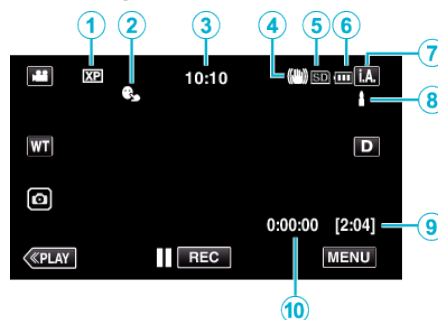 1 2 3 4 5 6 7
XP 10:10 SD i.A.
8
WT D
0:00:00 [2:04] 9
≪PLAY REC MENU
10